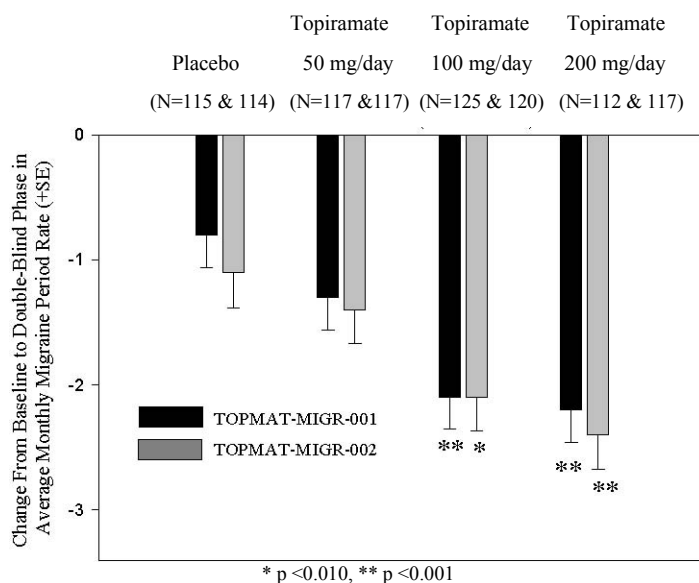 Topiramate Topiramate Topiramate
Placebo 50 mg/day 100 mg/day 200 mg/day
(N=115 & 114) (N=117 &117) (N=125 & 120) (N=112 & 117)
0
-1
-2
-3
Change From Baseline to Double-Blind Phase in
Average Monthly Migraine Period Rate (+SE)
TOPMAT-MIGR-001
TOPMAT-MIGR-002
** *
** **
* p <0.010, ** p <0.001